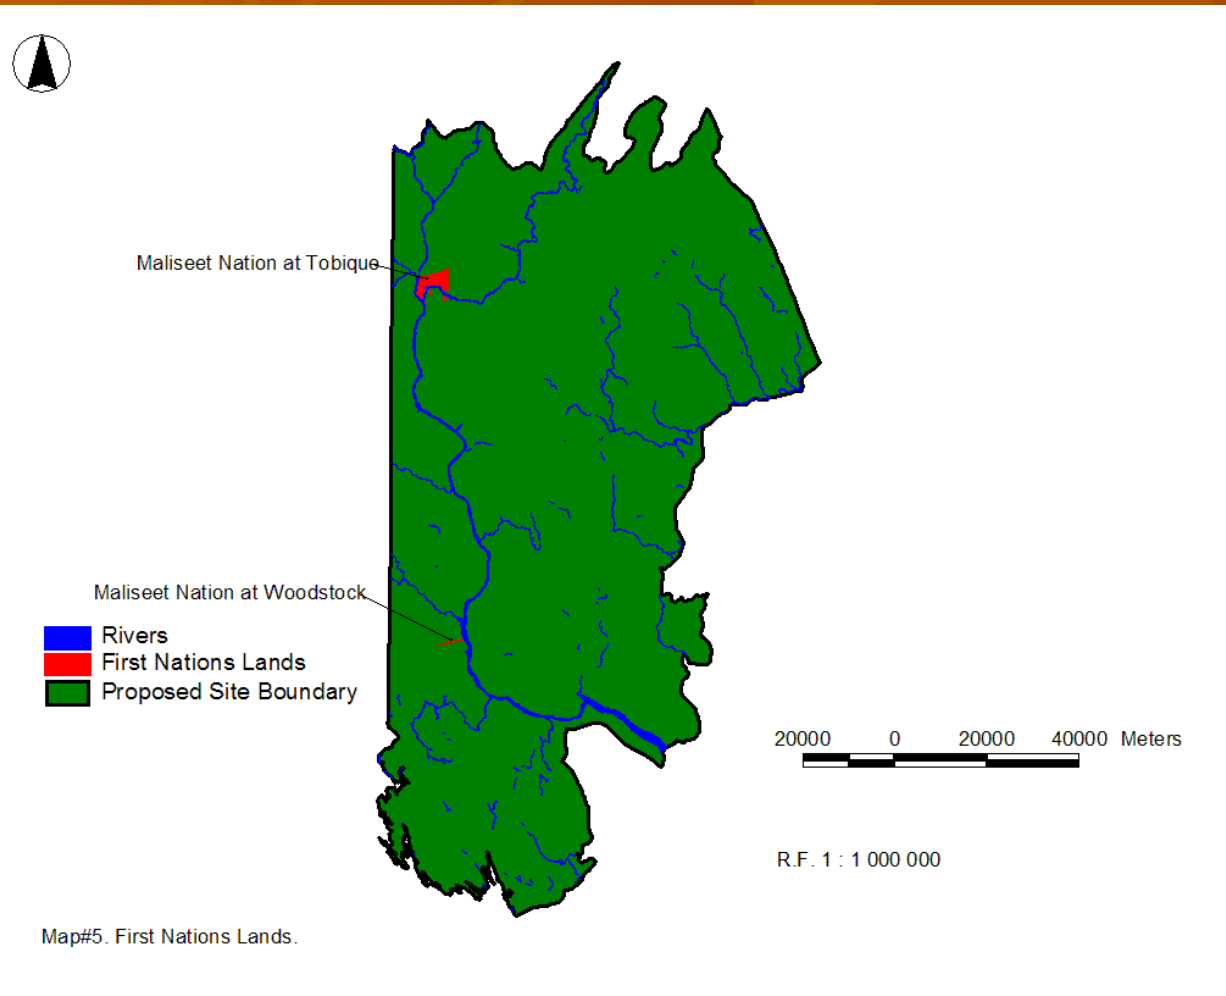 Maliseet Nation at Tobique
Maliseet Nation at Woodstock
Rivers
First Nations Lands
Proposed Site Boundary
20000 0 20000 40000 Meters
R.F. 1 : 1 000 000
Map#5. First Nations Lands.